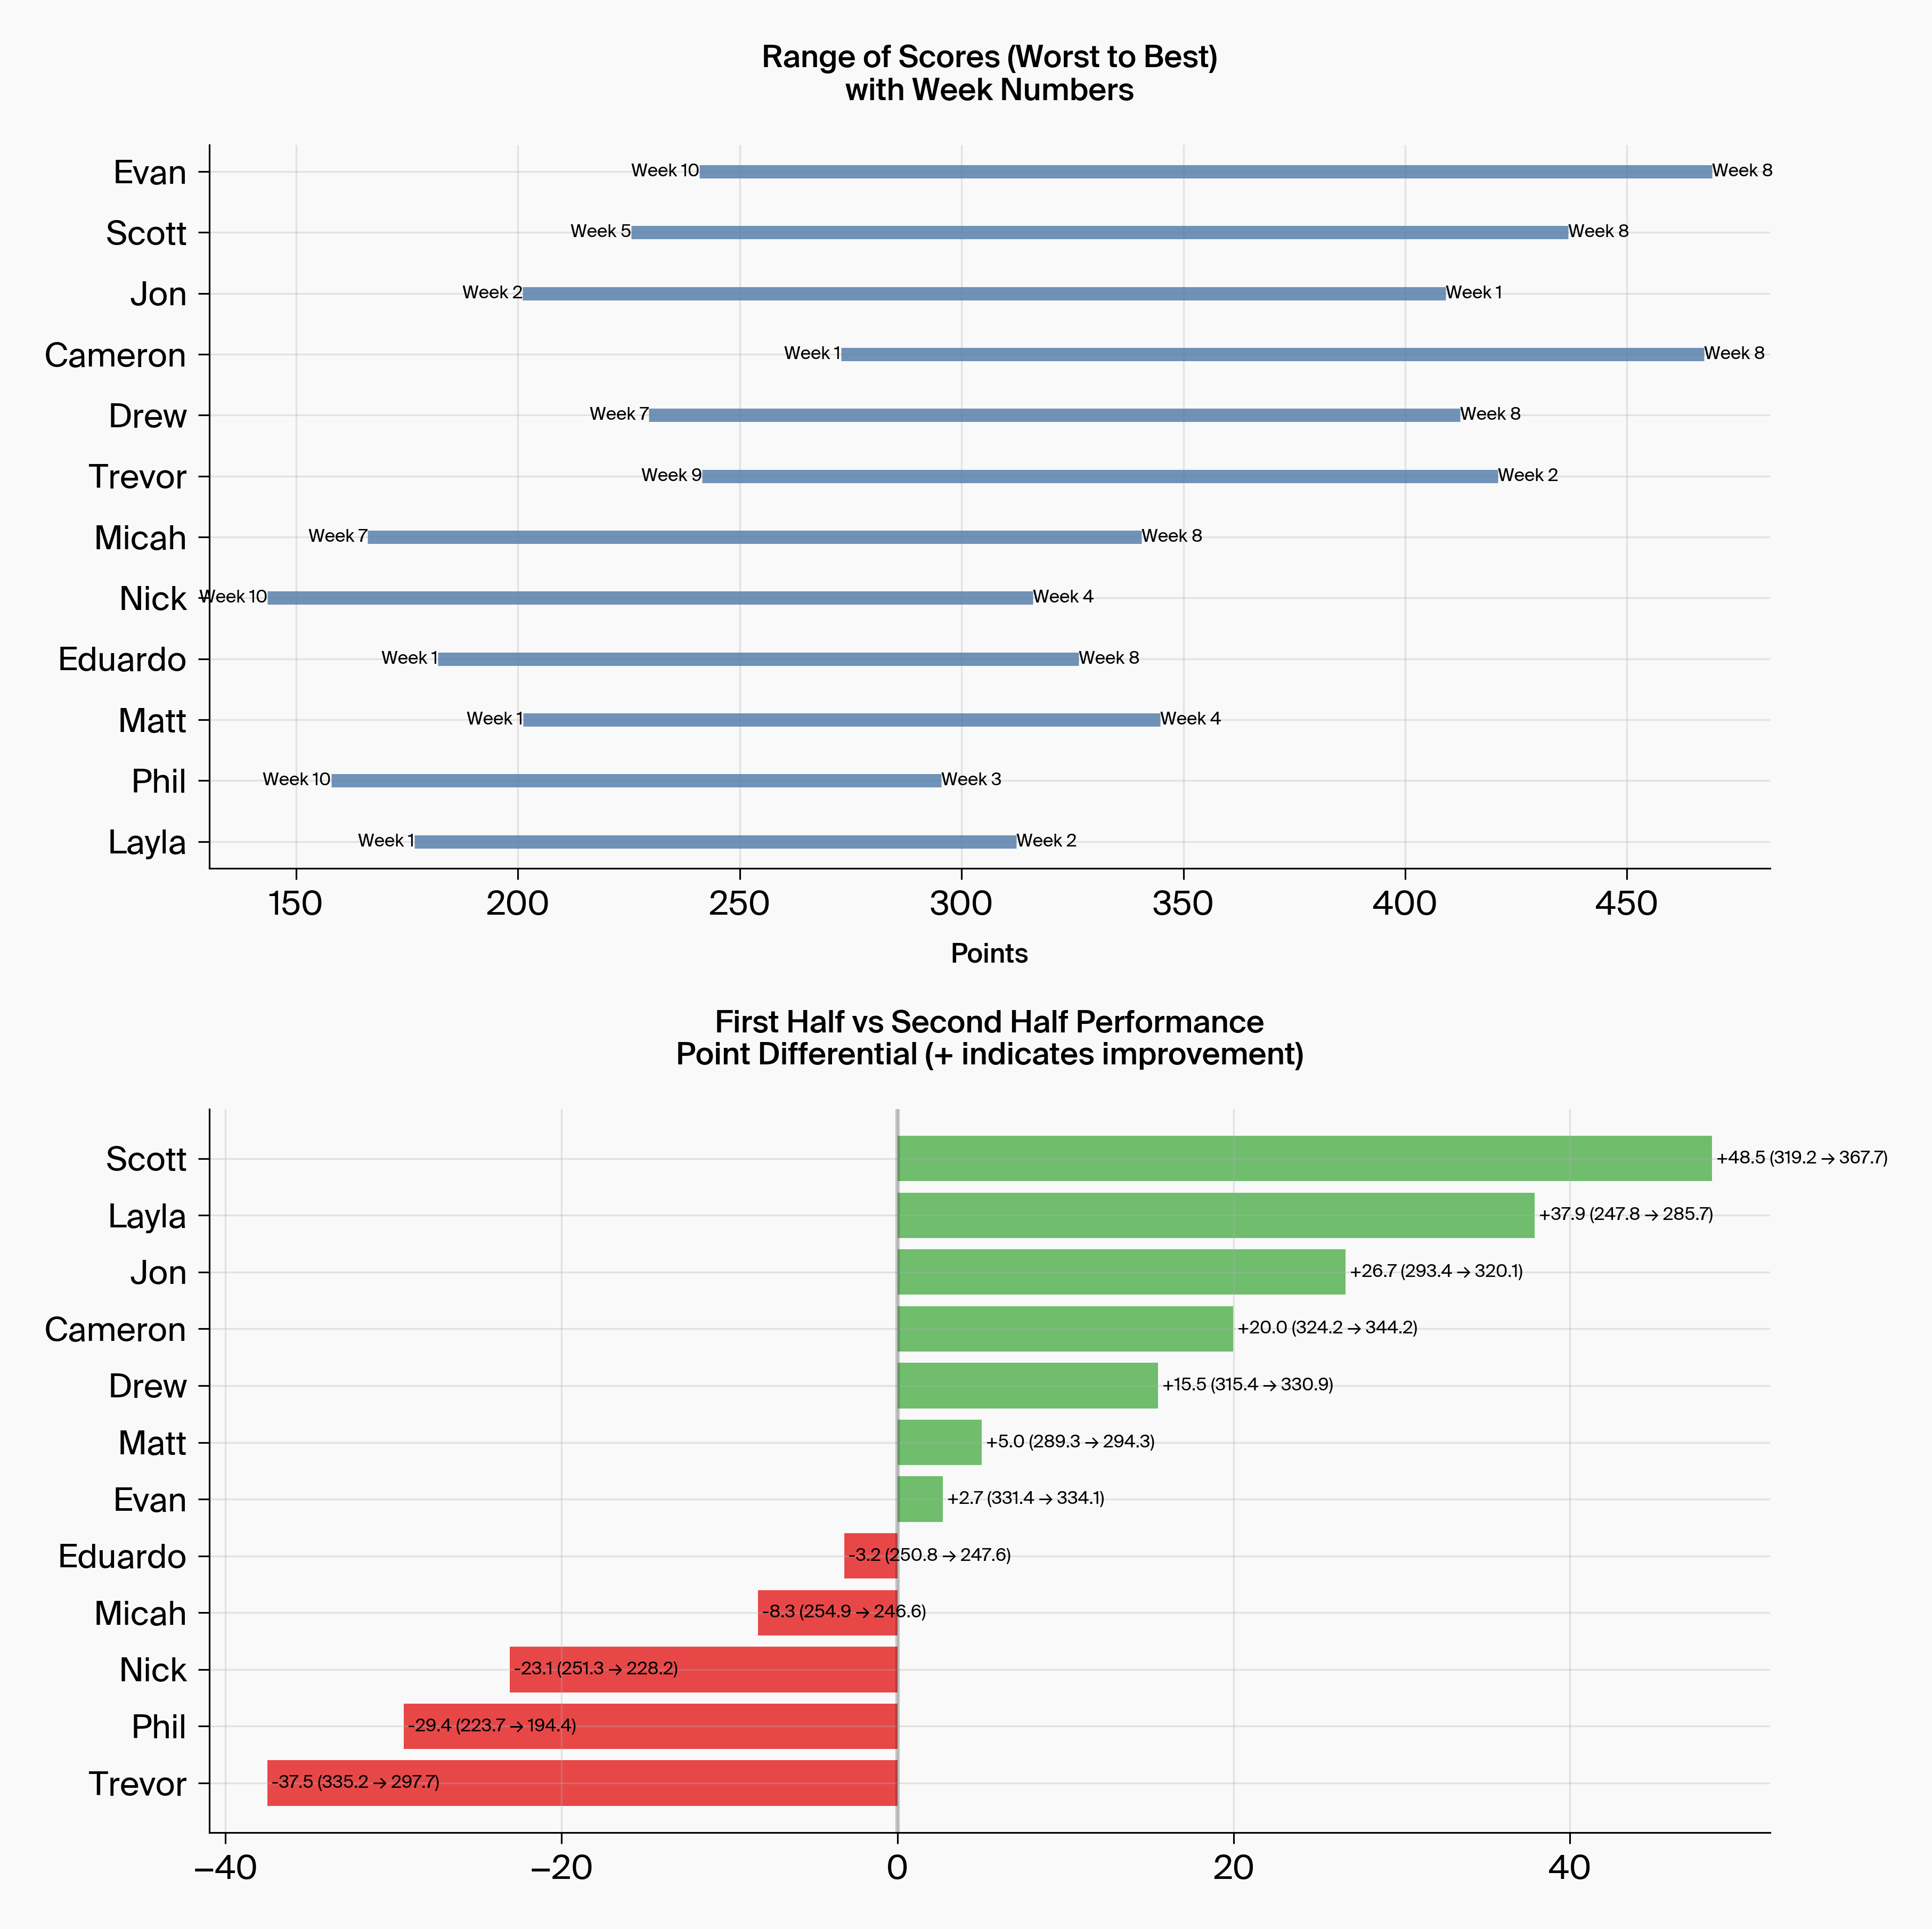 Range of Scores (Worst to Best)
with Week Numbers
Evan Week 10 Week 8
Scott Week 5 Week 8
Jon Week 2 Week 1
Cameron Week 1 Week 8
Drew Week 7 Week 8
Trevor Week 9 Week 2
Micah Week 7 Week 8
Nick Week 10 Week 4
Eduardo Week 1 Week 8
Matt Week 1 Week 4
Phil Week 10 Week 3
Layla Week 1 Week 2
150 200 250 300 350 400 450
Points
First Half vs Second Half Performance
Point Differential (+ indicates improvement)
Scott +48.5 (319.2 → 367.7)
Layla +37.9 (247.8 → 285.7)
Jon +26.7 (293.4 → 320.1)
Cameron +20.0 (324.2 → 344.2)
Drew +15.5 (315.4 → 330.9)
Matt +5.0 (289.3 → 294.3)
Evan +2.7 (331.4 → 334.1)
Eduardo -3.2 (250.8 → 247.6)
Micah -8.3 (254.9 → 246.6)
Nick -23.1 (251.3 → 228.2)
Phil -29.4 (223.7 → 194.4)
Trevor -37.5 (335.2 → 297.7)
−40 −20 0 20 40